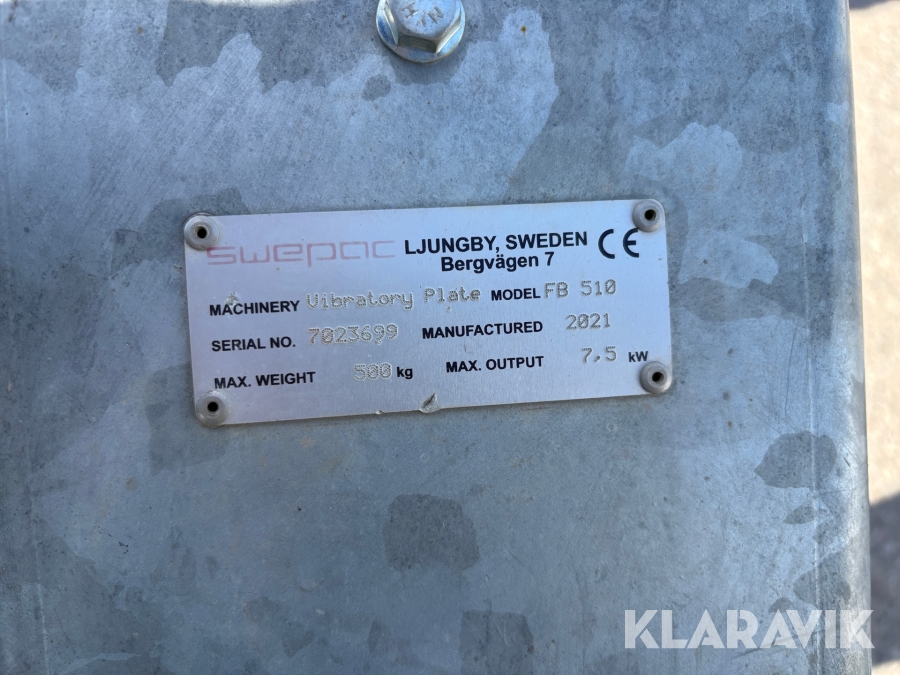 swepac LJUNGBY, SWEDEN CE
Bergvägen 7
MACHINERY Vibratory Plate MODEL FB 510
SERIAL NO. 7023699 MANUFACTURED 2021
MAX. WEIGHT 500 kg MAX. OUTPUT 7,5 kW
KLARAVIK